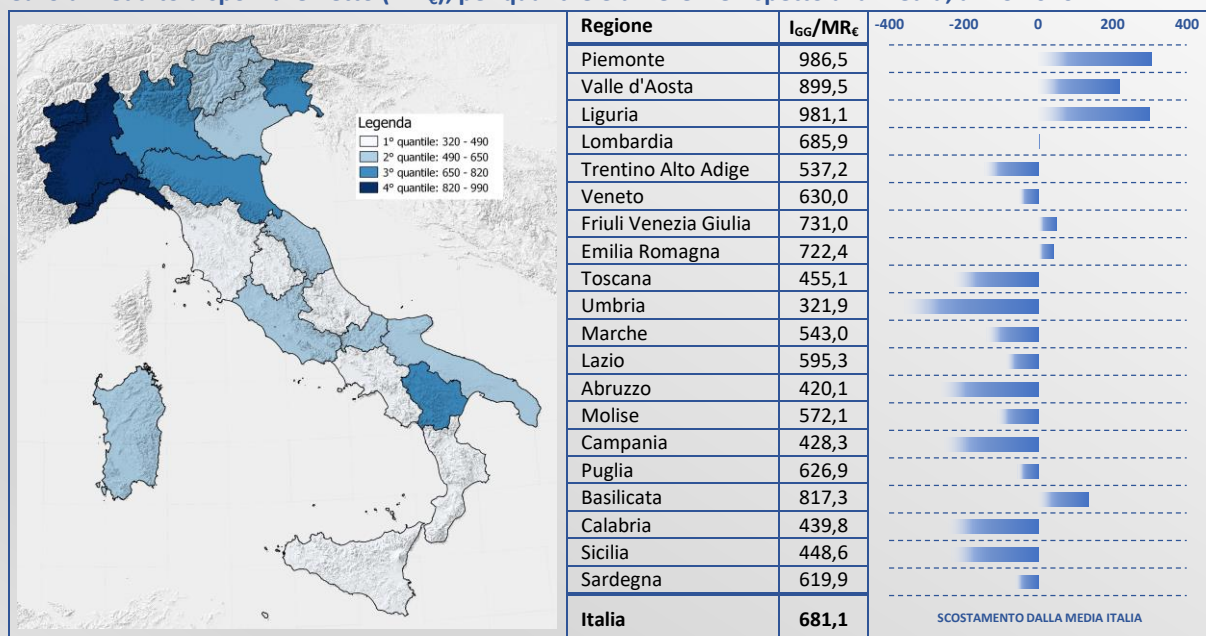 Regione I_GG/MR_€ -400 -200 0 200 400
Piemonte 986,5
Valle d'Aosta 899,5
Liguria 981,1
Lombardia 685,9
Trentino Alto Adige 537,2
Veneto 630,0
Friuli Venezia Giulia 731,0
Emilia Romagna 722,4
Toscana 455,1
Umbria 321,9
Marche 543,0
Lazio 595,3
Abruzzo 420,1
Molise 572,1
Campania 428,3
Puglia 626,9
Basilicata 817,3
Calabria 439,8
Sicilia 448,6
Sardegna 619,9
Italia 681,1 SCOSTAMENTO DALLA MEDIA ITALIA
Legenda
1° quantile: 320 - 490
2° quantile: 490 - 650
3° quantile: 650 - 820
4° quantile: 820 - 990